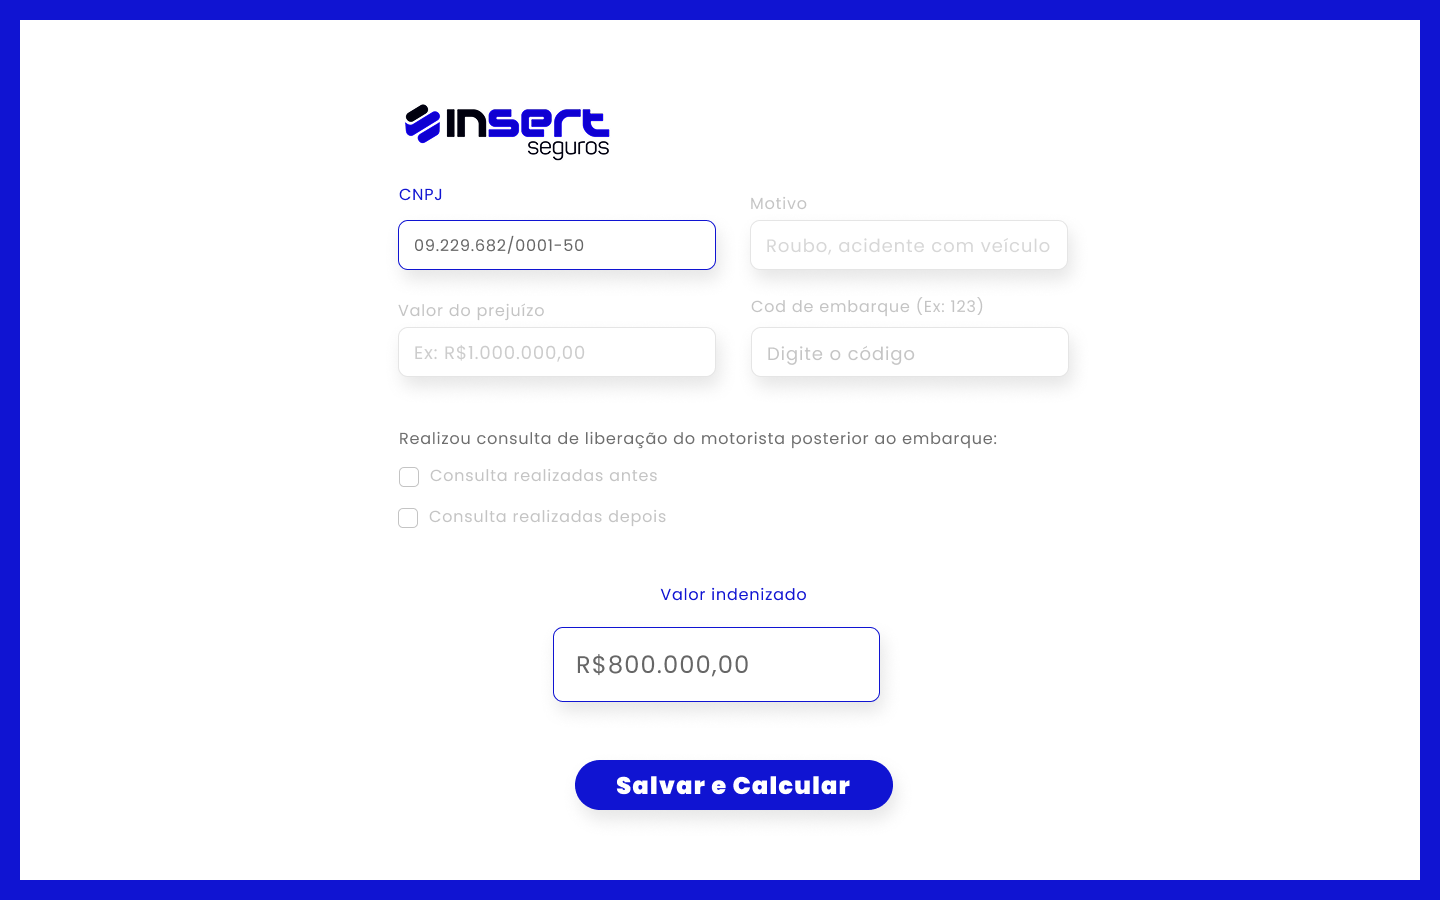 insert
seguros
CNPJ
09.229.682/0001-50
Motivo
Roubo, acidente com veículo
Valor do prejuízo
Ex: R$1.000.000,00
Cod de embarque (Ex: 123)
Digite o código
Realizou consulta de liberação do motorista posterior ao embarque:
Consulta realizadas antes
Consulta realizadas depois
Valor indenizado
R$800.000,00
Salvar e Calcular